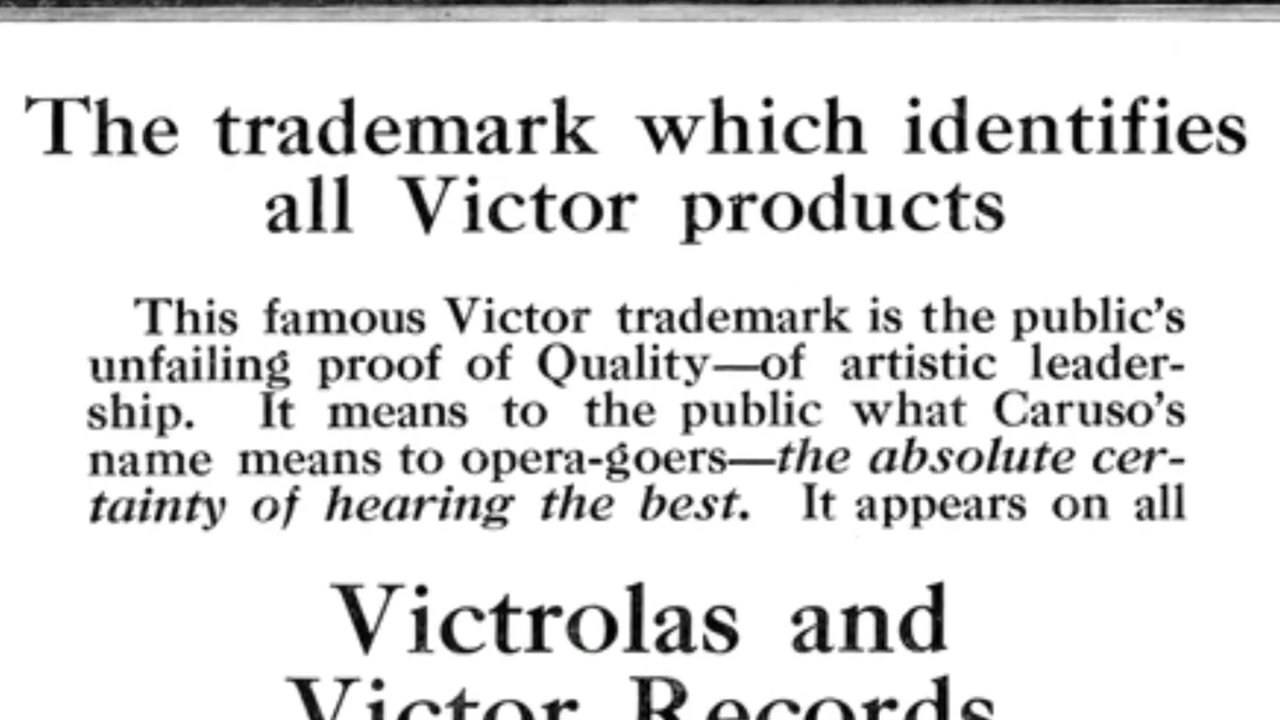 The trademark which identifies
all Victor products
This famous Victor trademark is the public's
unfailing proof of Quality—of artistic leader-
ship. It means to the public what Caruso's
name means to opera-goers—the absolute cer-
tainty of hearing the best. It appears on all
Victrolas and
Victor Records